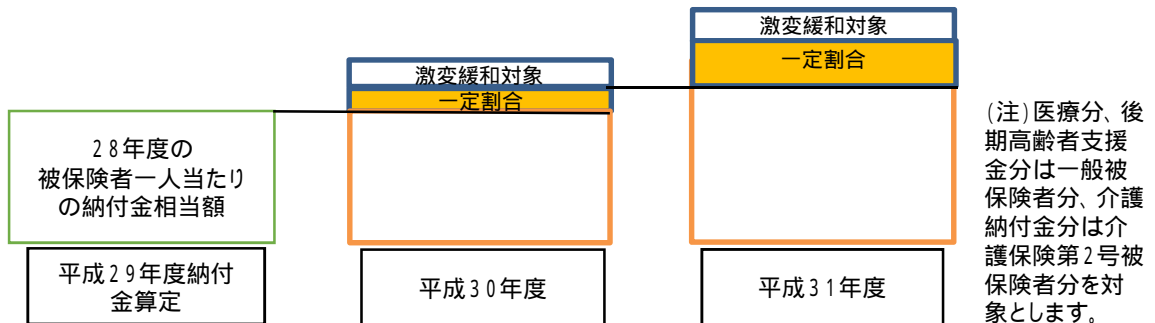 激変緩和対象
一定割合
激変緩和対象
一定割合
28年度の
被保険者一人当たり
の納付金相当額
(注)医療分、後
期高齢者支援
金分は一般被
保険者分、介護
納付金分は介
護保険第2号被
保険者分を対
象とします。
平成29年度納付
金算定
平成30年度
平成31年度